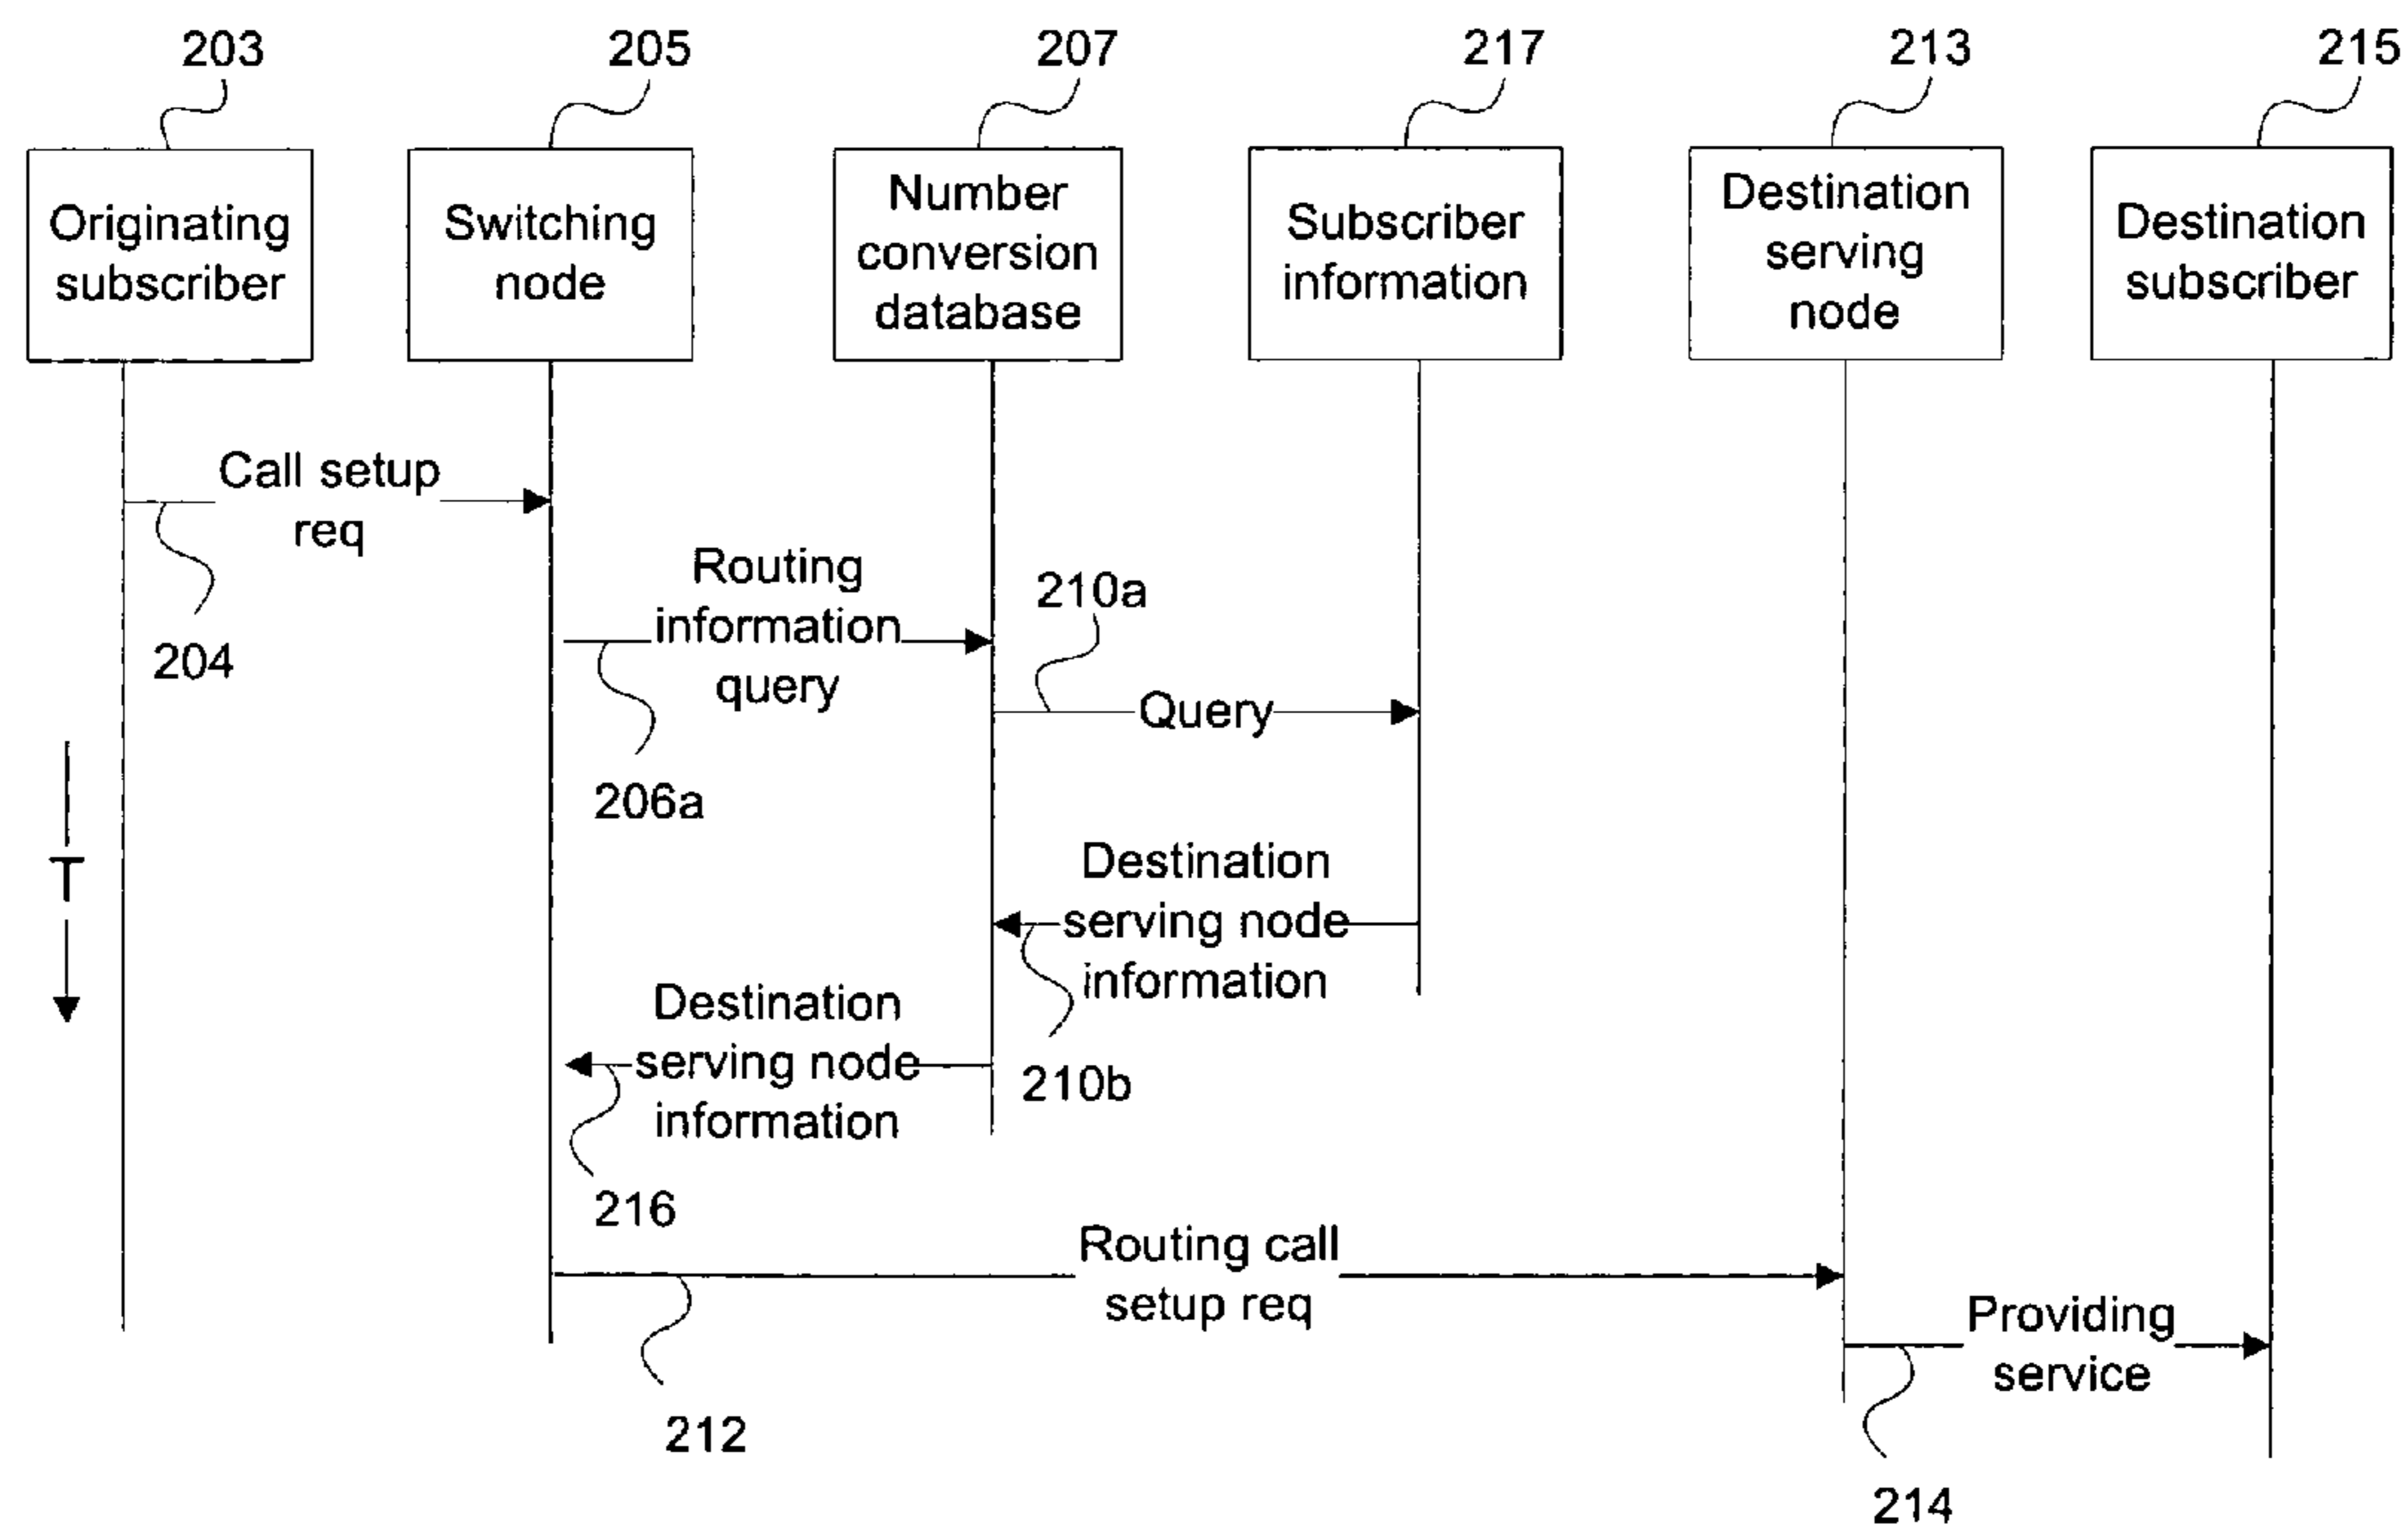 203
205
207
217
213
215
Originating
subscriber
Switching
node
Number
conversion
database
Subscriber
information
Destination
serving
node
Destination
subscriber
Call setup
req
204
Routing
information
query
206a
210a
Query
T
Destination
serving node
information
210b
Destination
serving node
information
216
Routing call
setup req
212
Providing
service
214